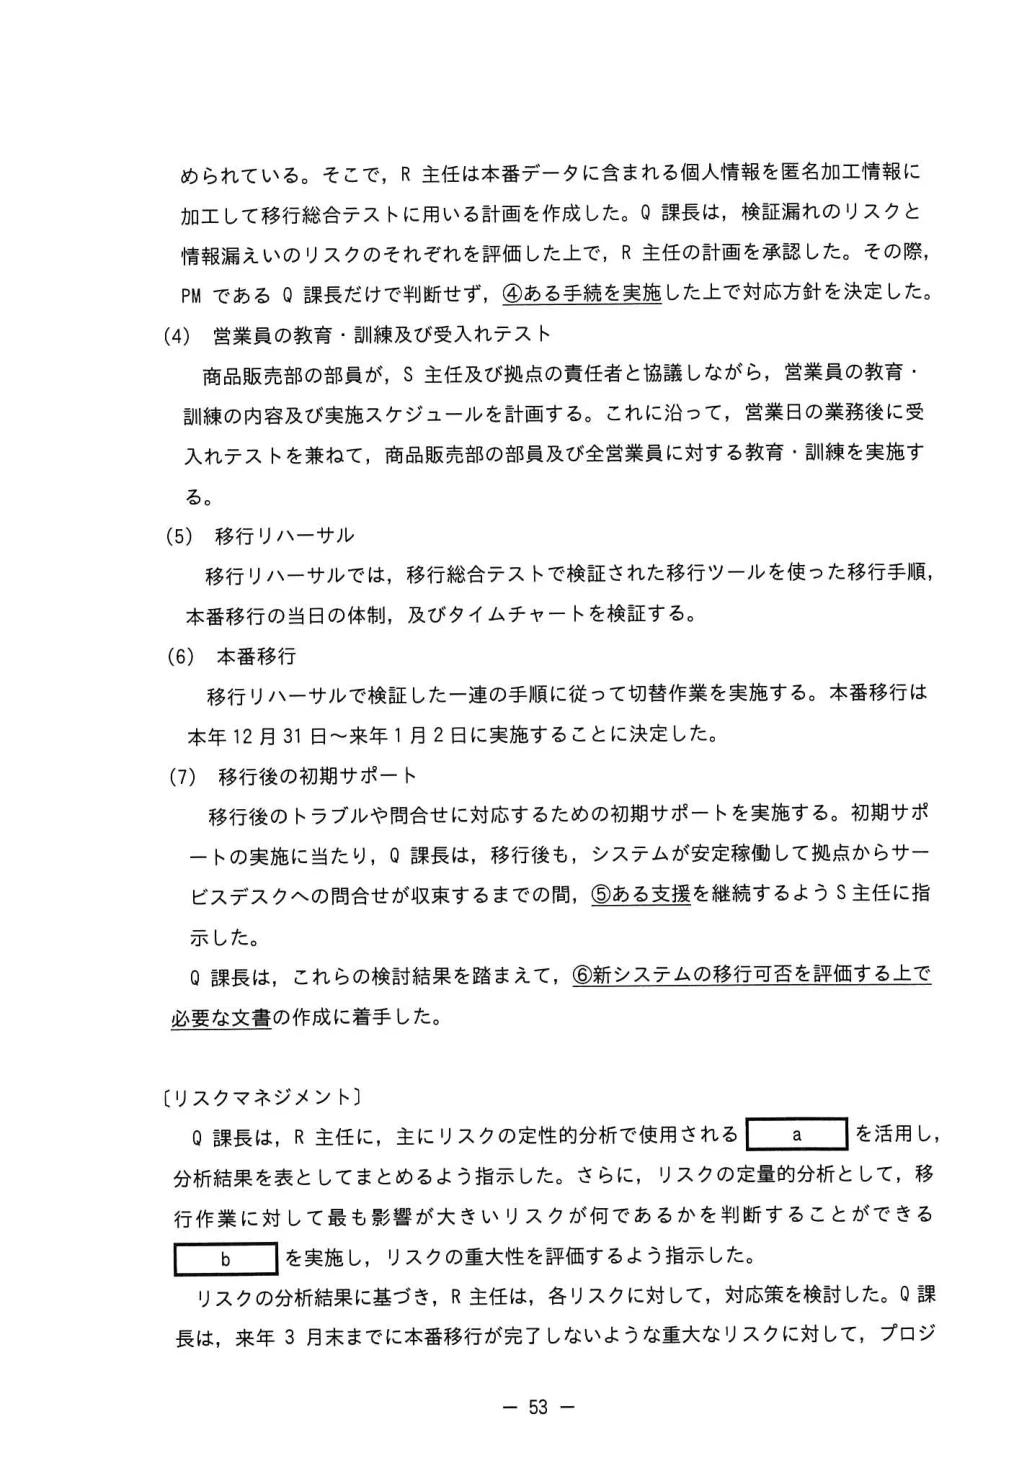 められている。そこで，R 主任は本番データに含まれる個人情報を匿名加工情報に
加工して移行総合テストに用いる計画を作成した。Q 課長は，検証漏れのリスクと
情報漏えいのリスクのそれぞれを評価した上で，R 主任の計画を承認した。その際，
PM である Q 課長だけで判断せず，④ある手続を実施した上で対応方針を決定した。
(4) 営業員の教育・訓練及び受入れテスト
商品販売部の部員が，S 主任及び拠点の責任者と協議しながら，営業員の教育・
訓練の内容及び実施スケジュールを計画する。これに沿って，営業日の業務後に受
入れテストを兼ねて，商品販売部の部員及び全営業員に対する教育・訓練を実施す
る。
(5) 移行リハーサル
移行リハーサルでは，移行総合テストで検証された移行ツールを使った移行手順，
本番移行の当日の体制，及びタイムチャートを検証する。
(6) 本番移行
移行リハーサルで検証した一連の手順に従って切替作業を実施する。本番移行は
本年 12 月 31 日～来年 1 月 2 日に実施することに決定した。
(7) 移行後の初期サポート
移行後のトラブルや問合せに対応するための初期サポートを実施する。初期サポ
ートの実施に当たり，Q 課長は，移行後も，システムが安定稼働して拠点からサー
ビスデスクへの問合せが収束するまでの間，⑤ある支援を継続するよう S 主任に指
示した。
Q 課長は，これらの検討結果を踏まえて，⑥新システムの移行可否を評価する上で
必要な文書の作成に着手した。
〔リスクマネジメント〕
Q 課長は，R 主任に，主にリスクの定性的分析で使用される a を活用し，
分析結果を表としてまとめるよう指示した。さらに，リスクの定量的分析として，移
行作業に対して最も影響が大きいリスクが何であるかを判断することができる
b を実施し，リスクの重大性を評価するよう指示した。
リスクの分析結果に基づき，R 主任は，各リスクに対して，対応策を検討した。Q 課
長は，来年 3 月末までに本番移行が完了しないような重大なリスクに対して，プロジ
－ 53 －